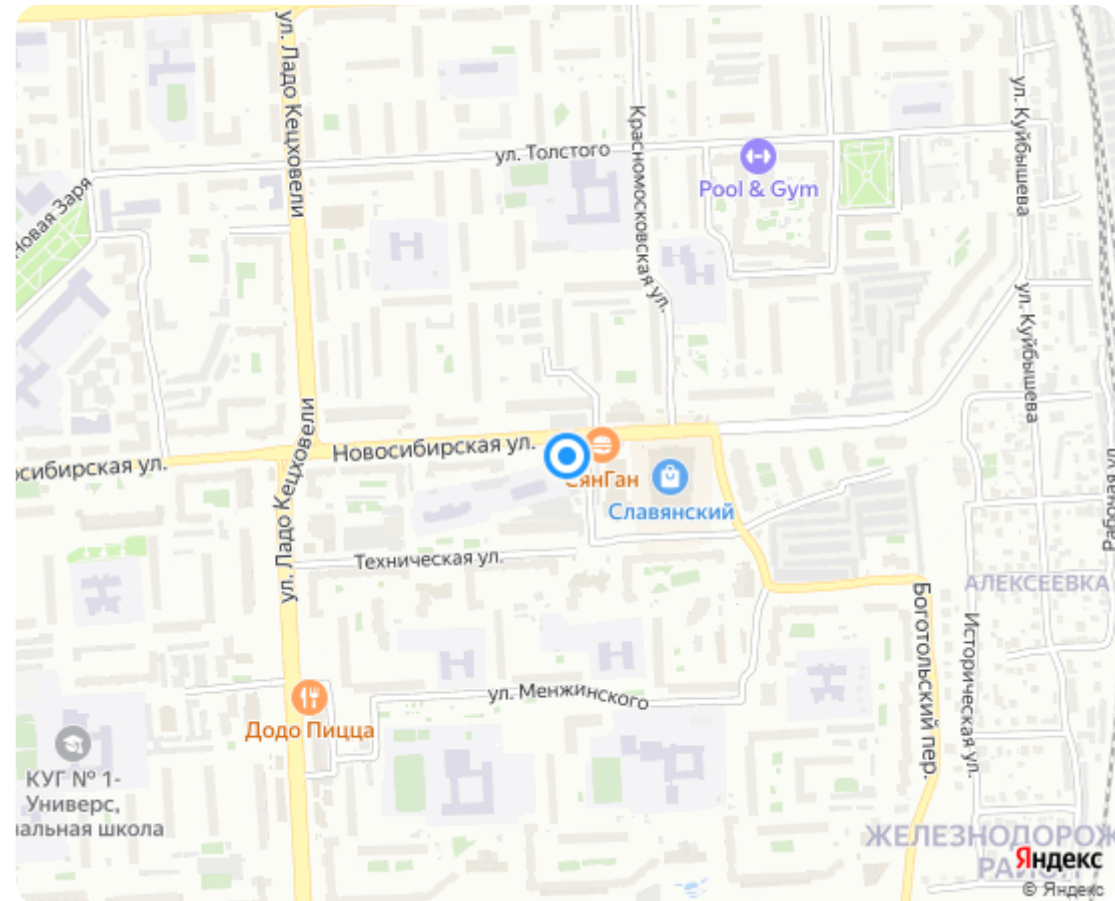 ул. Ладо Кецховели
ул. Толстого
Красномосковская ул.
Pool & Gym
ул. Куйбышева
Новая Заря
ул. Куйбышева
осибирская ул.
ул. Ладо Кецховели
Новосибирская ул.
СянГан
Славянский
Техническая ул.
АЛЕКСЕЕВКА
Историческая ул.
Боготольский пер.
ул. Менжинского
Додо Пицца
КУГ № 1-
Универс,
нальная школа
ЖЕЛЕЗНОДОРОЖ
РАЙОН
Яндекс
© Яндекс